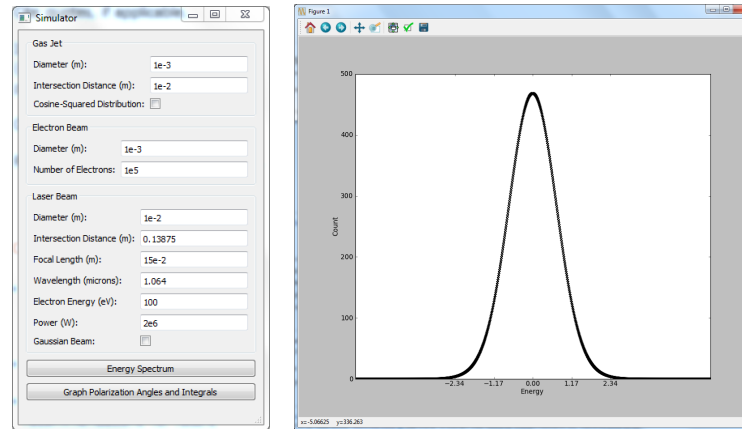 Simulator
Gas Jet
Diameter (m): 1e-3
Intersection Distance (m): 1e-2
Cosine-Squared Distribution:
Electron Beam
Diameter (m): 1e-3
Number of Electrons: 1e5
Laser Beam
Diameter (m): 1e-2
Intersection Distance (m): 0.13875
Focal Length (m): 15e-2
Wavelength (microns): 1.064
Electron Energy (eV): 100
Power (W): 2e6
Gaussian Beam:
Energy Spectrum
Graph Polarization Angles and Integrals
Figure 1
500
400
300
200
100
0
Count
−2.34 −1.17 0.00 1.17 2.34
Energy
x=-5.06625 y=336.263